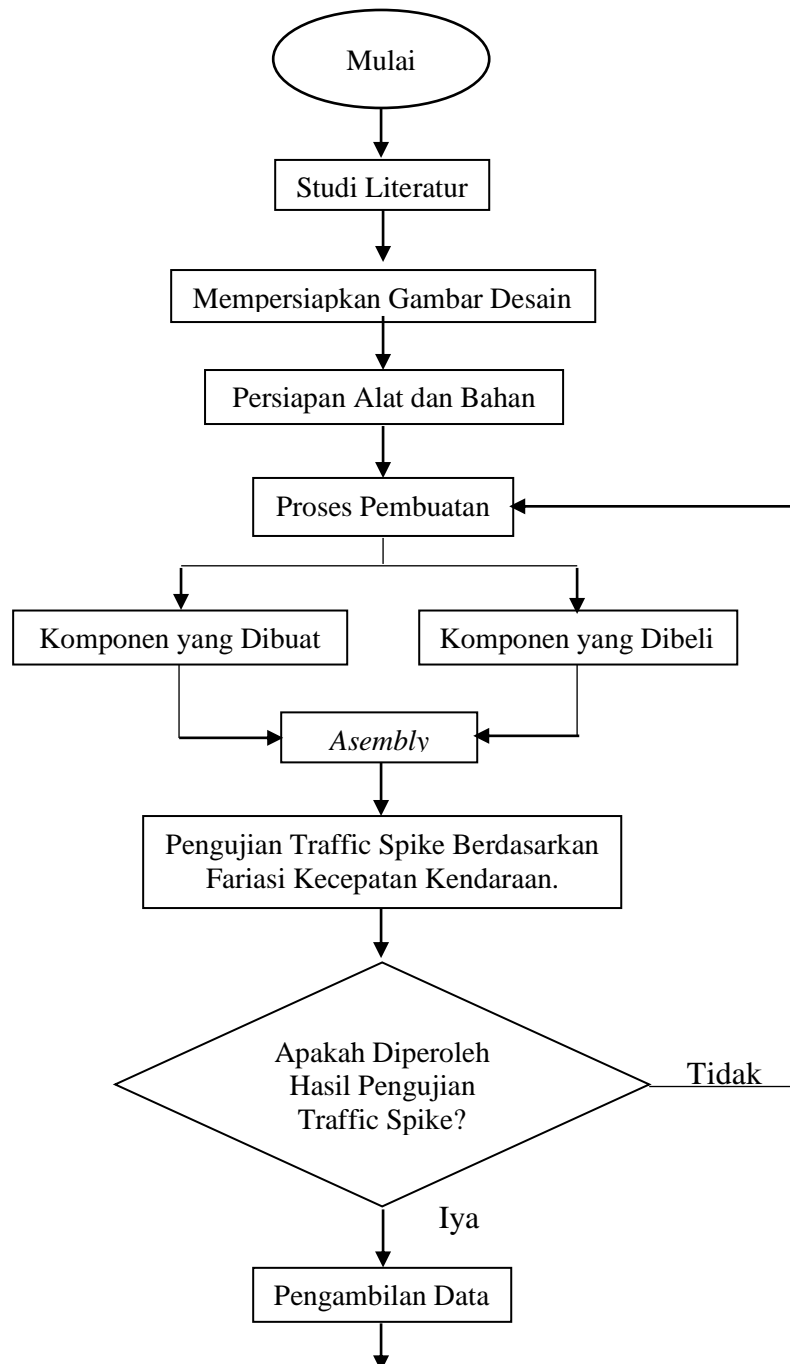 Mulai
Studi Literatur
Mempersiapkan Gambar Desain
Persiapan Alat dan Bahan
Proses Pembuatan
Komponen yang Dibuat
Komponen yang Dibeli
Asembly
Pengujian Traffic Spike Berdasarkan
Fariasi Kecepatan Kendaraan.
Apakah Diperoleh
Hasil Pengujian
Traffic Spike?
Tidak
Iya
Pengambilan Data